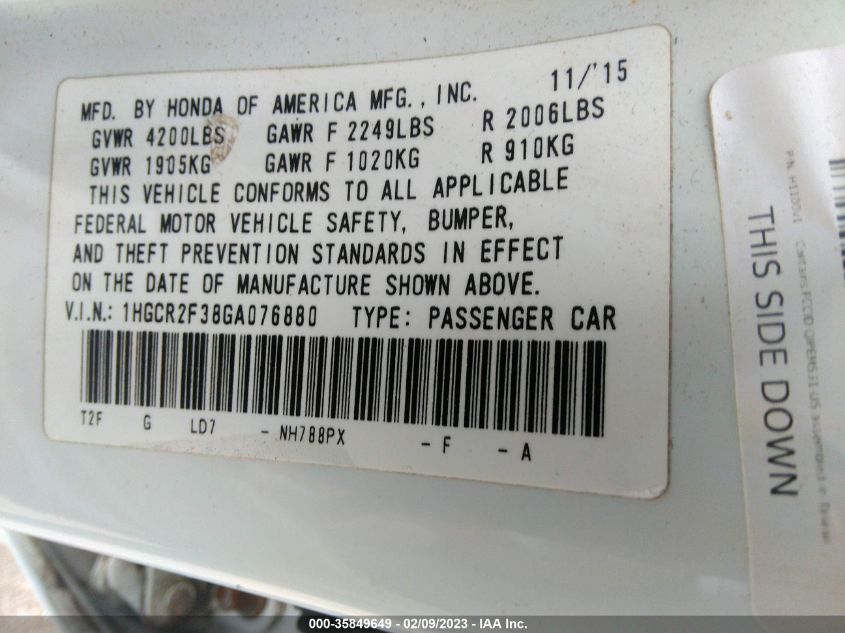 MFD. BY HONDA OF AMERICA MFG., INC. 11/'15
GVWR 4200LBS GAWR F 2249LBS R 2006LBS
GVWR 1905KG GAWR F 1020KG R 910KG
THIS VEHICLE CONFORMS TO ALL APPLICABLE
FEDERAL MOTOR VEHICLE SAFETY, BUMPER,
AND THEFT PREVENTION STANDARDS IN EFFECT
ON THE DATE OF MANUFACTURE SHOWN ABOVE.
V.I.N.: 1HGCR2F38GA076880 TYPE: PASSENGER CAR
T2F G LD7 - NH788PX - F - A
THIS SIDE DOWN
000-35849649 - 02/09/2023 - IAA Inc.